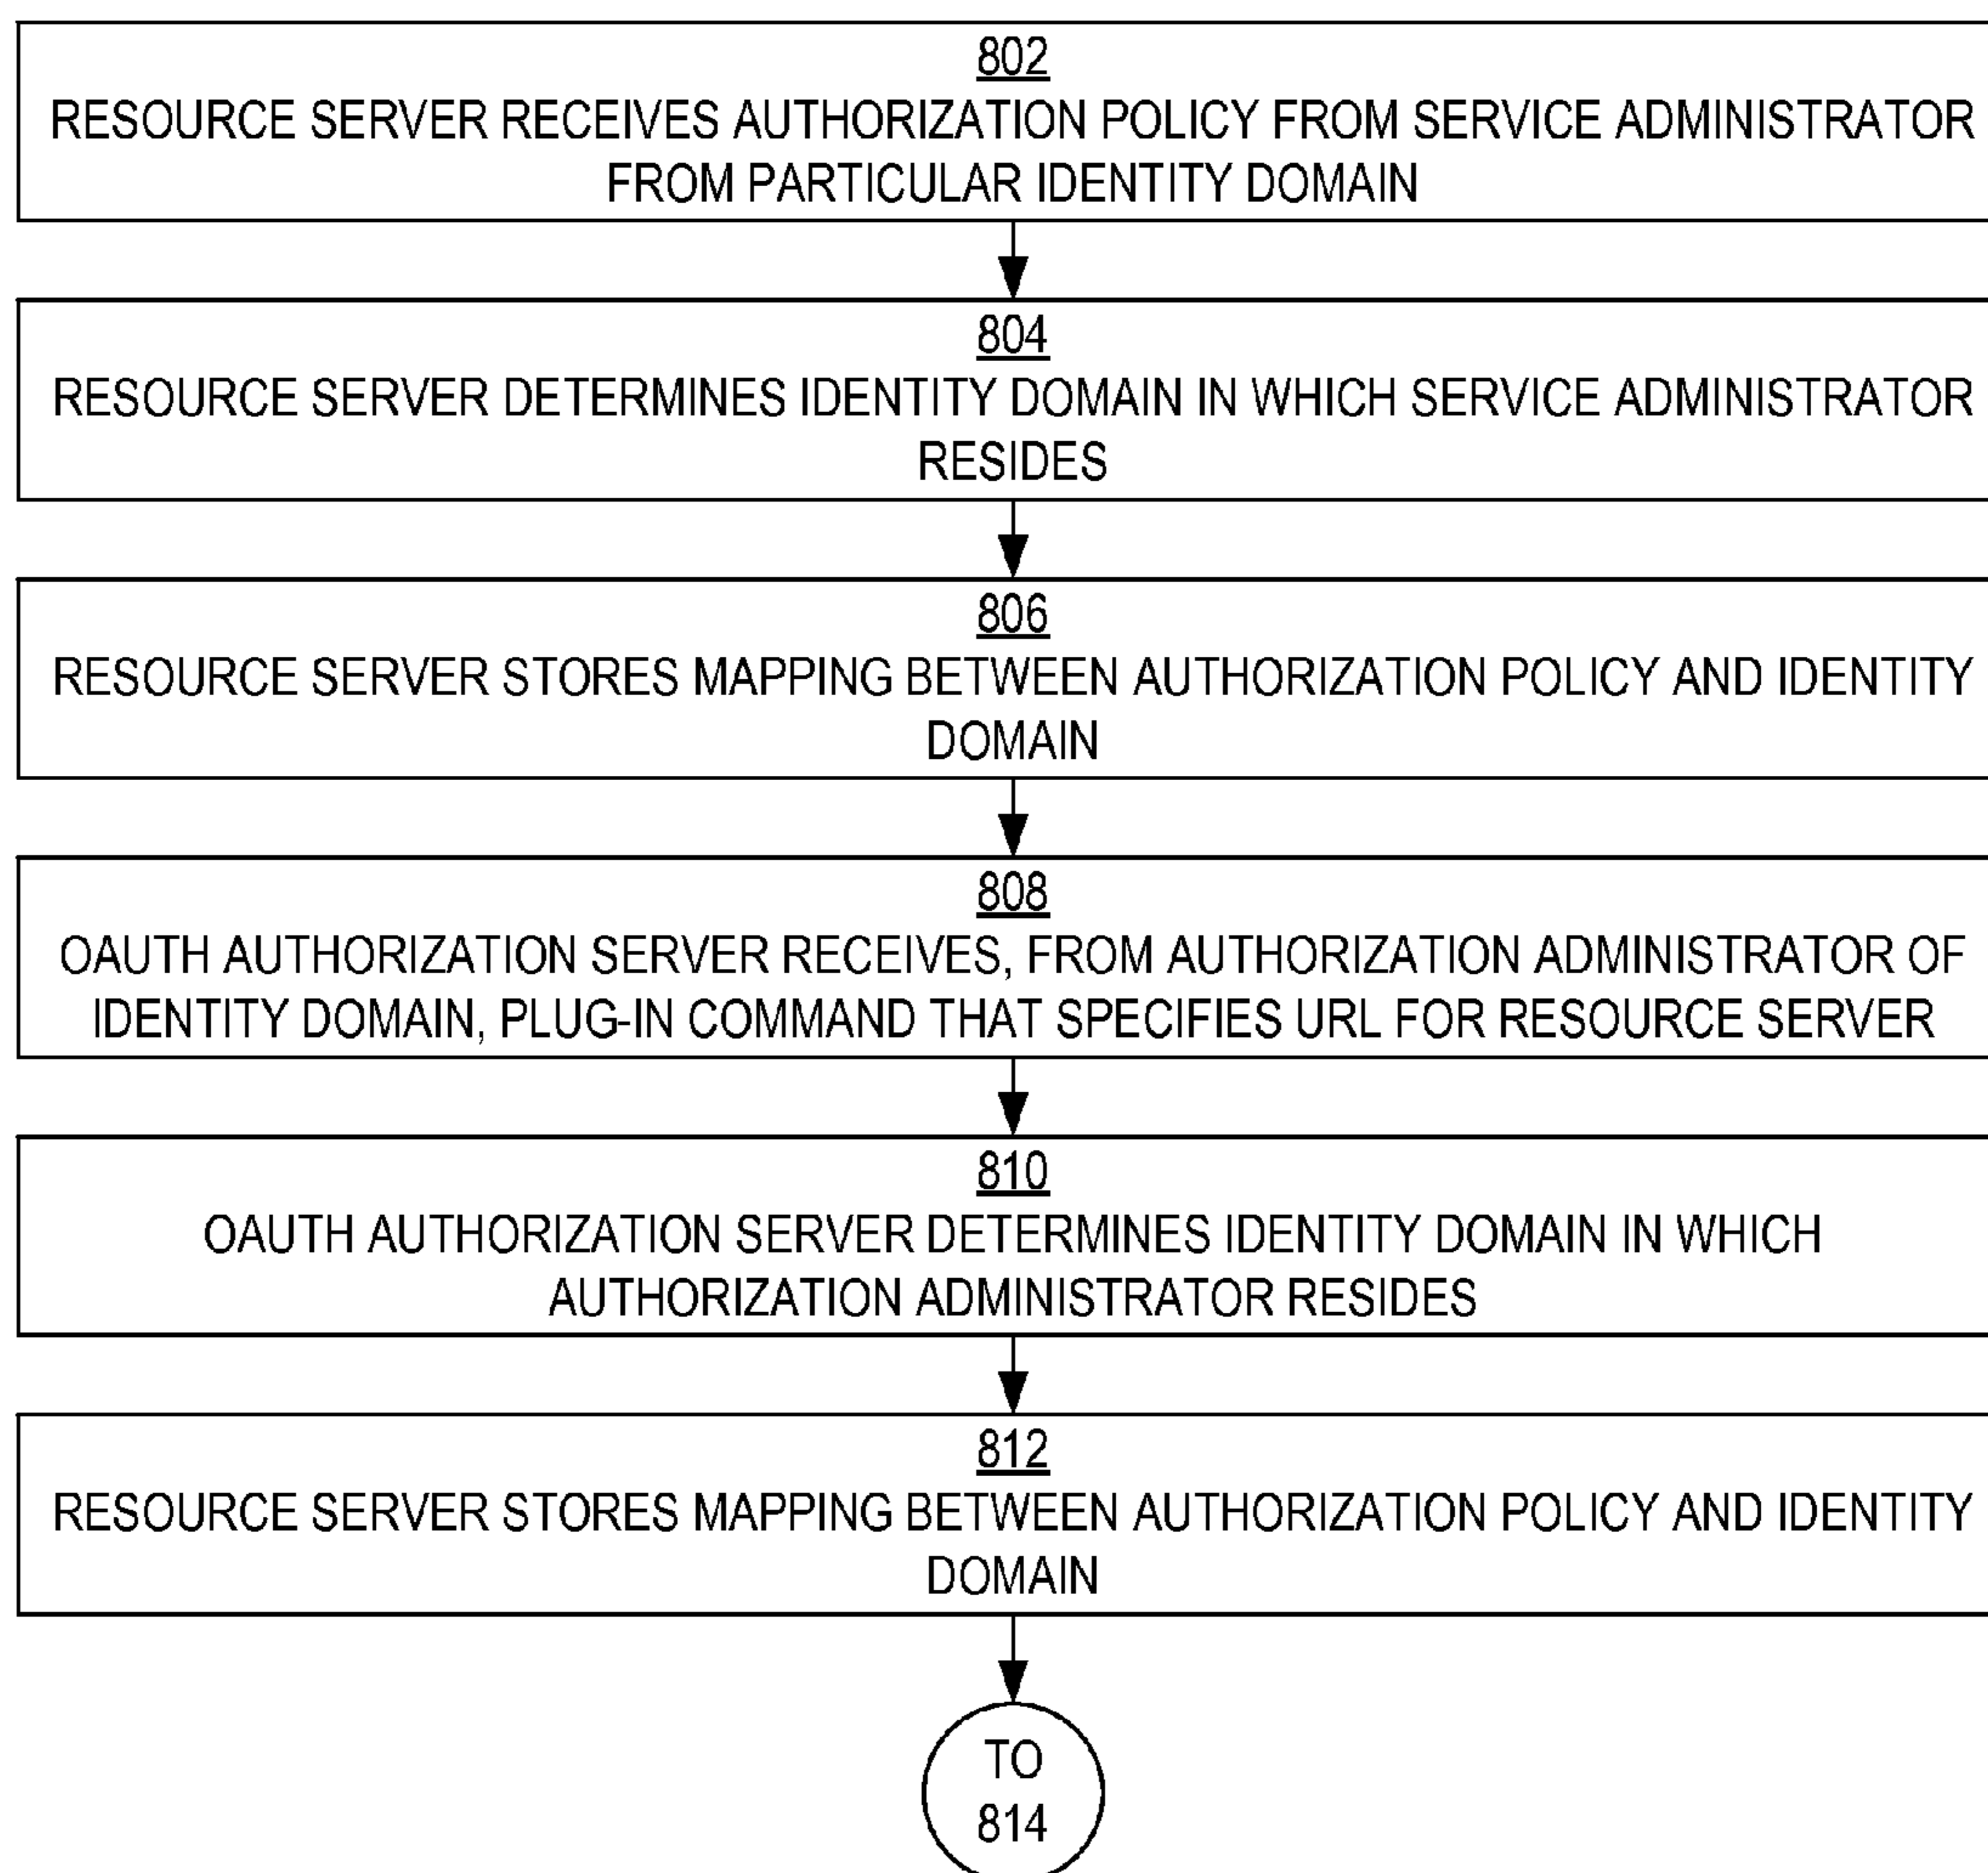 802
RESOURCE SERVER RECEIVES AUTHORIZATION POLICY FROM SERVICE ADMINISTRATOR
FROM PARTICULAR IDENTITY DOMAIN
804
RESOURCE SERVER DETERMINES IDENTITY DOMAIN IN WHICH SERVICE ADMINISTRATOR
RESIDES
806
RESOURCE SERVER STORES MAPPING BETWEEN AUTHORIZATION POLICY AND IDENTITY
DOMAIN
808
OAUTH AUTHORIZATION SERVER RECEIVES, FROM AUTHORIZATION ADMINISTRATOR OF
IDENTITY DOMAIN, PLUG-IN COMMAND THAT SPECIFIES URL FOR RESOURCE SERVER
810
OAUTH AUTHORIZATION SERVER DETERMINES IDENTITY DOMAIN IN WHICH
AUTHORIZATION ADMINISTRATOR RESIDES
812
RESOURCE SERVER STORES MAPPING BETWEEN AUTHORIZATION POLICY AND IDENTITY
DOMAIN
TO
814